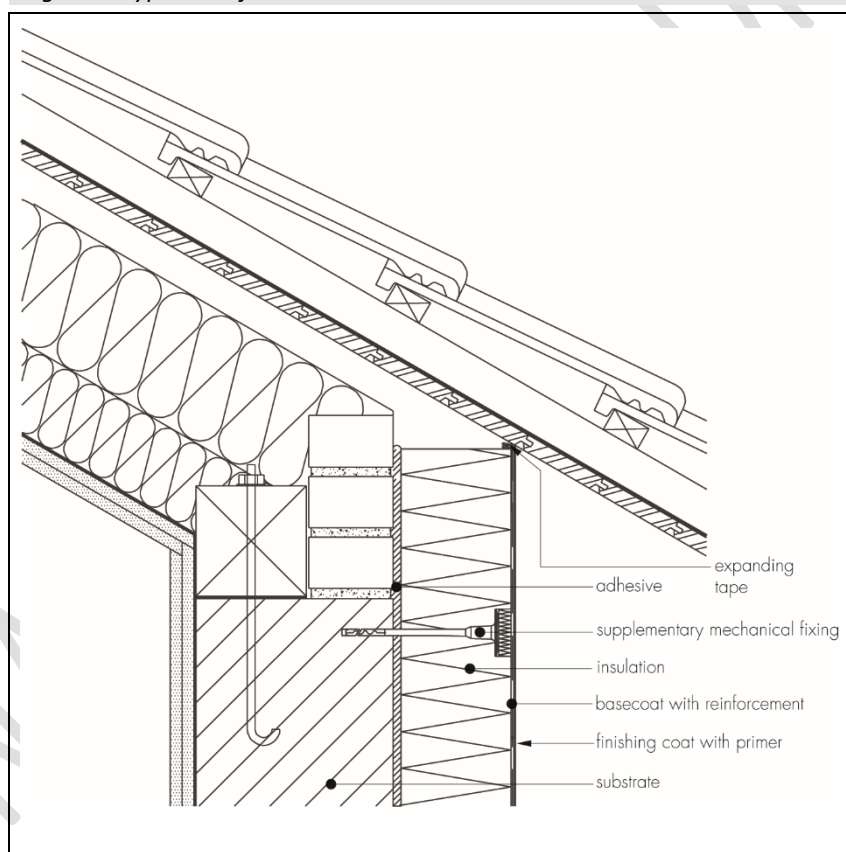 expanding
tape
adhesive
supplementary mechanical fixing
insulation
basecoat with reinforcement
finishing coat with primer
substrate